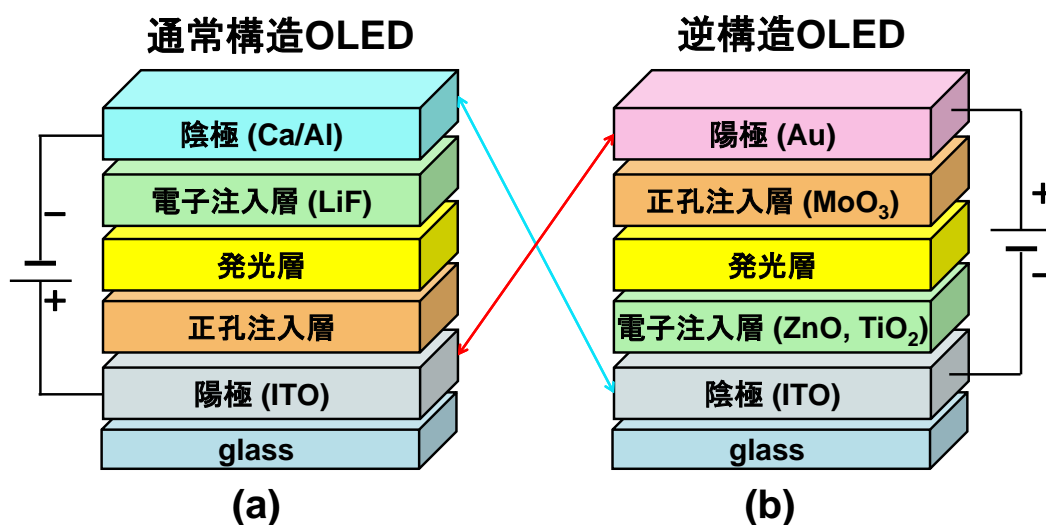 通常構造OLED
陰極 (Ca/Al)
電子注入層 (LiF)
発光層
正孔注入層
陽極 (ITO)
glass
−
+
(a)
逆構造OLED
陽極 (Au)
正孔注入層 (MoO₃)
発光層
電子注入層 (ZnO, TiO₂)
陰極 (ITO)
glass
+
−
(b)